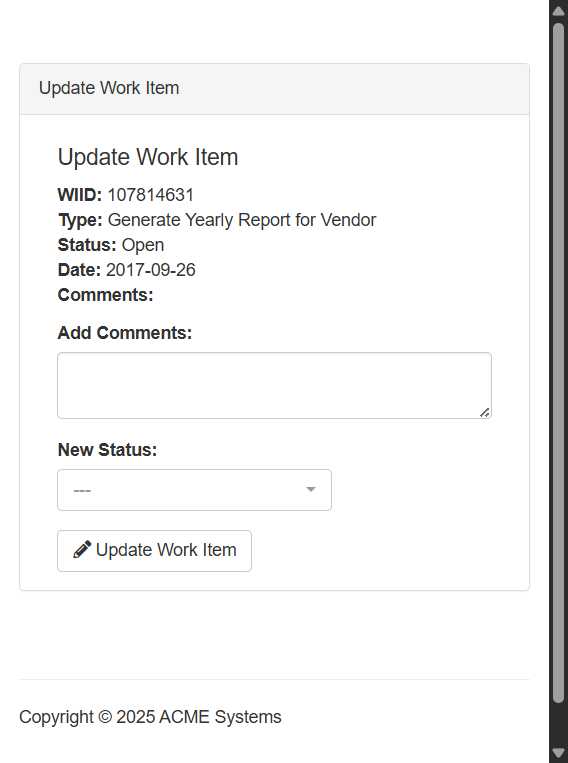 Update Work Item
Update Work Item
WIID: 107814631
Type: Generate Yearly Report for Vendor
Status: Open
Date: 2017-09-26
Comments:
Add Comments:
New Status:
---
Update Work Item
Copyright © 2025 ACME Systems